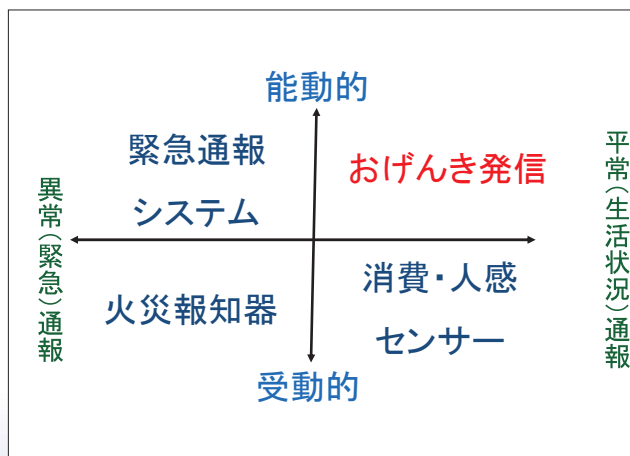 能動的
緊急通報
システム
おげんき発信
異常(緊急)通報
平常(生活状況)通報
火災報知器
消費・人感
センサー
受動的